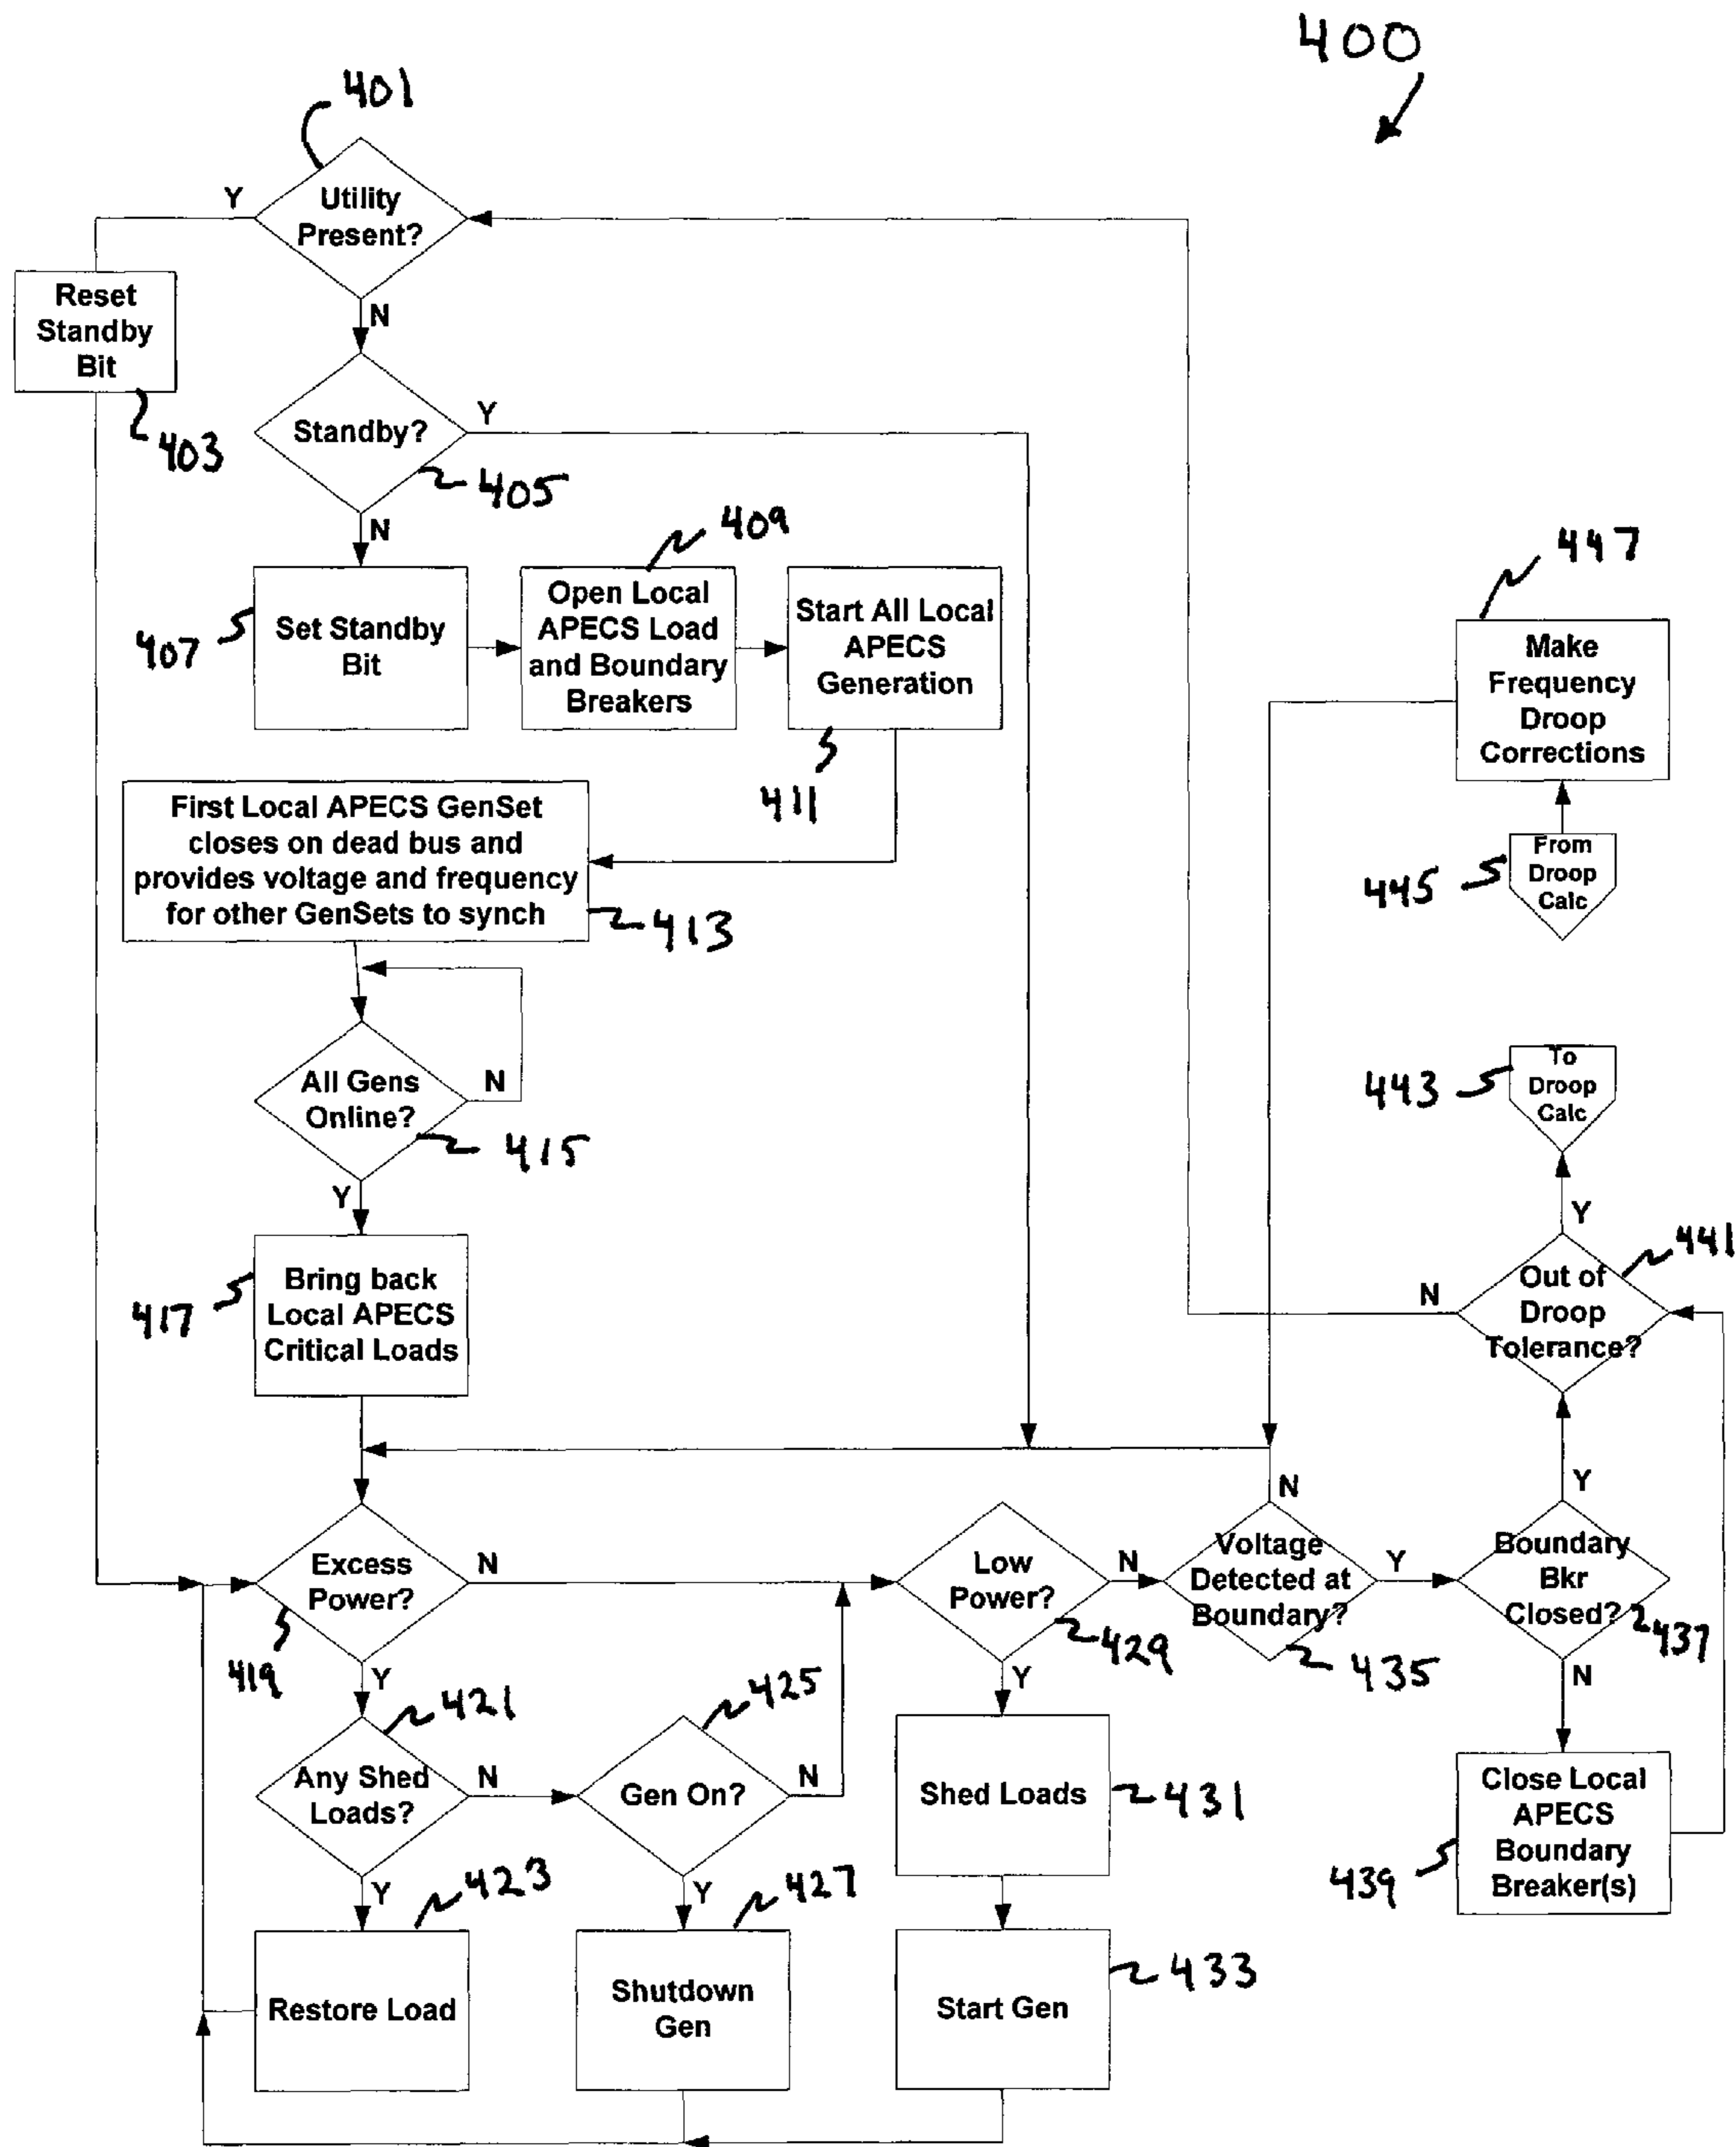 400
401
Y
Utility
Present?
N
Reset
Standby
Bit
403
Standby?
Y
405
N
409
407
Set Standby
Bit
Open Local
APECS Load
and Boundary
Breakers
Start All Local
APECS
Generation
411
447
Make
Frequency
Droop
Corrections
First Local APECS GenSet
closes on dead bus and
provides voltage and frequency
for other GenSets to synch
413
445
From
Droop
Calc
All Gens
Online?
N
415
Y
443
To
Droop
Calc
Y
417
Bring back
Local APECS
Critical Loads
441
N
Out of
Droop
Tolerance?
Y
Excess
Power?
N
419
Y
Low
Power?
N
429
Y
N
Voltage
Detected at
Boundary?
Y
435
Boundary
Bkr
Closed?
437
N
421
Any Shed
Loads?
N
Y
425
Gen On?
N
Y
Shed Loads
431
Close Local
APECS
Boundary
Breaker(s)
439
423
Restore Load
427
Shutdown
Gen
Start Gen
433